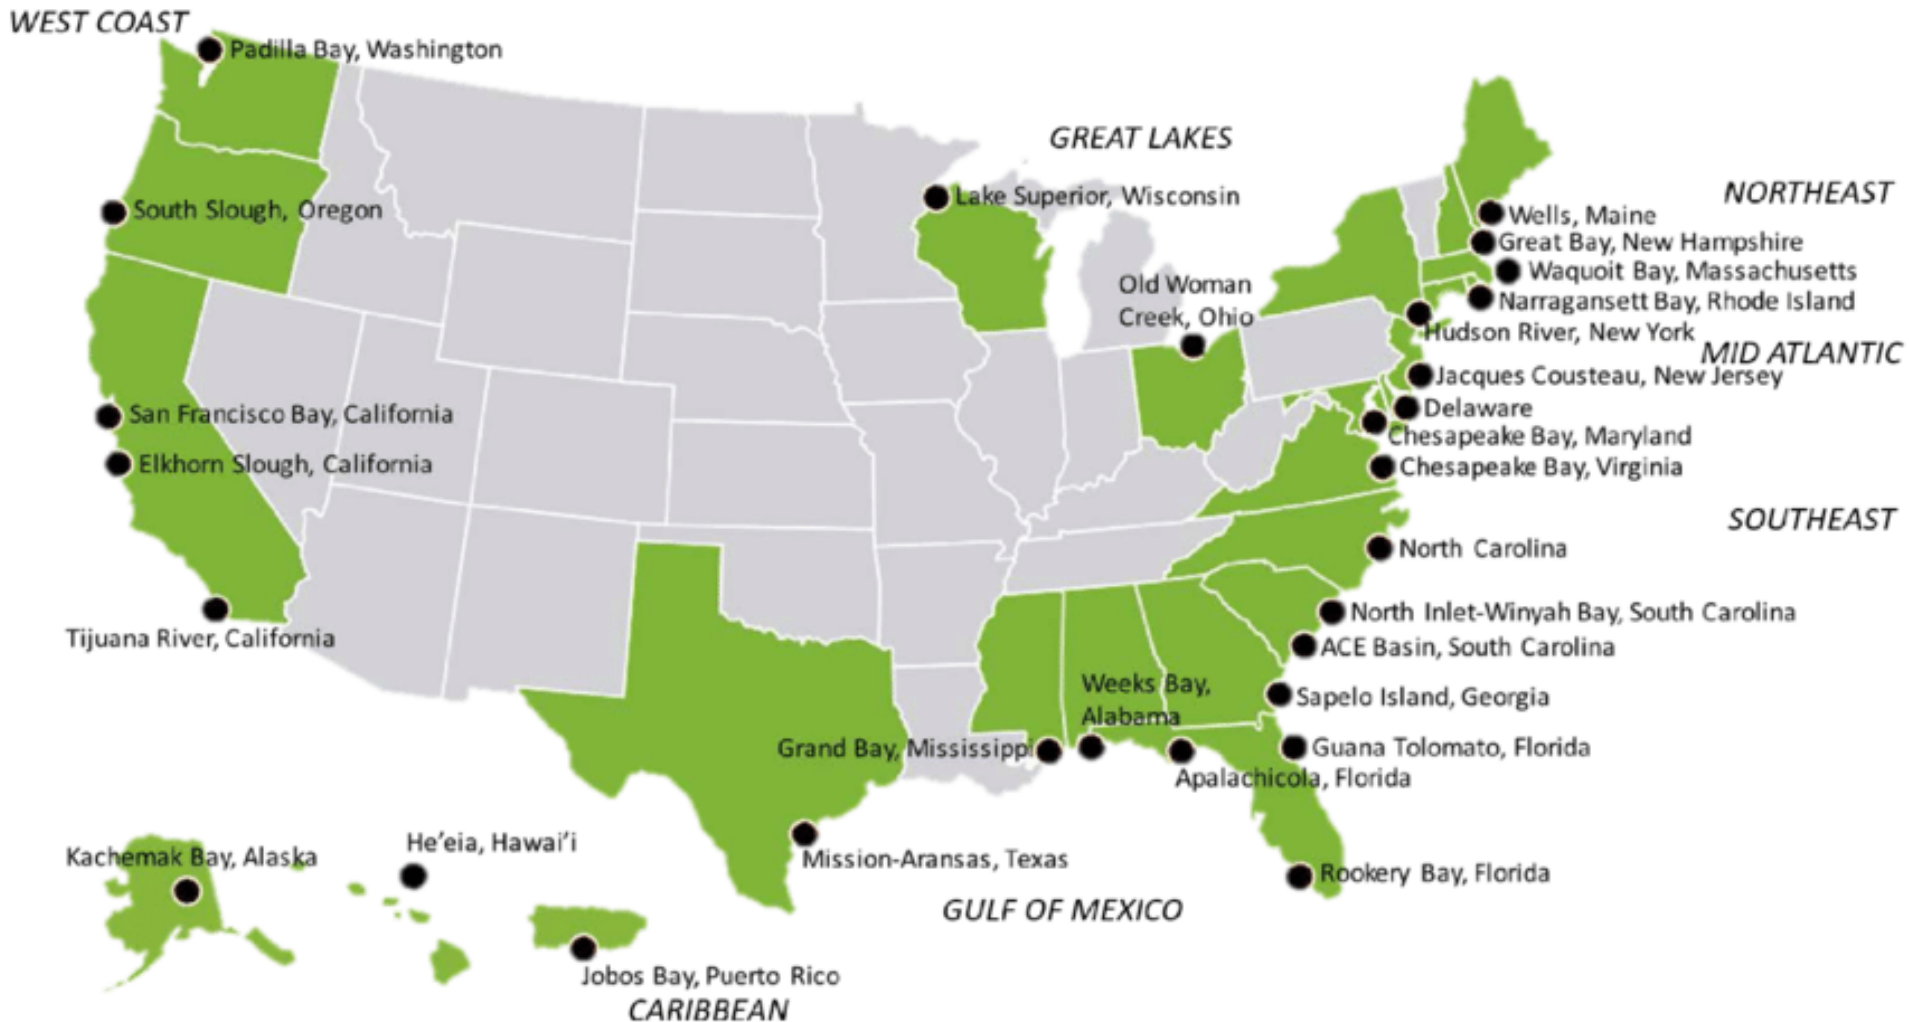 WEST COAST
Padilla Bay, Washington
GREAT LAKES
South Slough, Oregon
Lake Superior, Wisconsin
NORTHEAST
Wells, Maine
Great Bay, New Hampshire
Waquoit Bay, Massachusetts
Old Woman
Creek, Ohio
Narragansett Bay, Rhode Island
Hudson River, New York
MID ATLANTIC
Jacques Cousteau, New Jersey
San Francisco Bay, California
Delaware
Chesapeake Bay, Maryland
Elkhorn Slough, California
Chesapeake Bay, Virginia
SOUTHEAST
North Carolina
Tijuana River, California
North Inlet-Winyah Bay, South Carolina
ACE Basin, South Carolina
Weeks Bay,
Alabama
Sapelo Island, Georgia
Grand Bay, Mississippi
Guana Tolomato, Florida
Apalachicola, Florida
Kachemak Bay, Alaska
He’eia, Hawai’i
Mission-Aransas, Texas
Rookery Bay, Florida
GULF OF MEXICO
Jobos Bay, Puerto Rico
CARIBBEAN